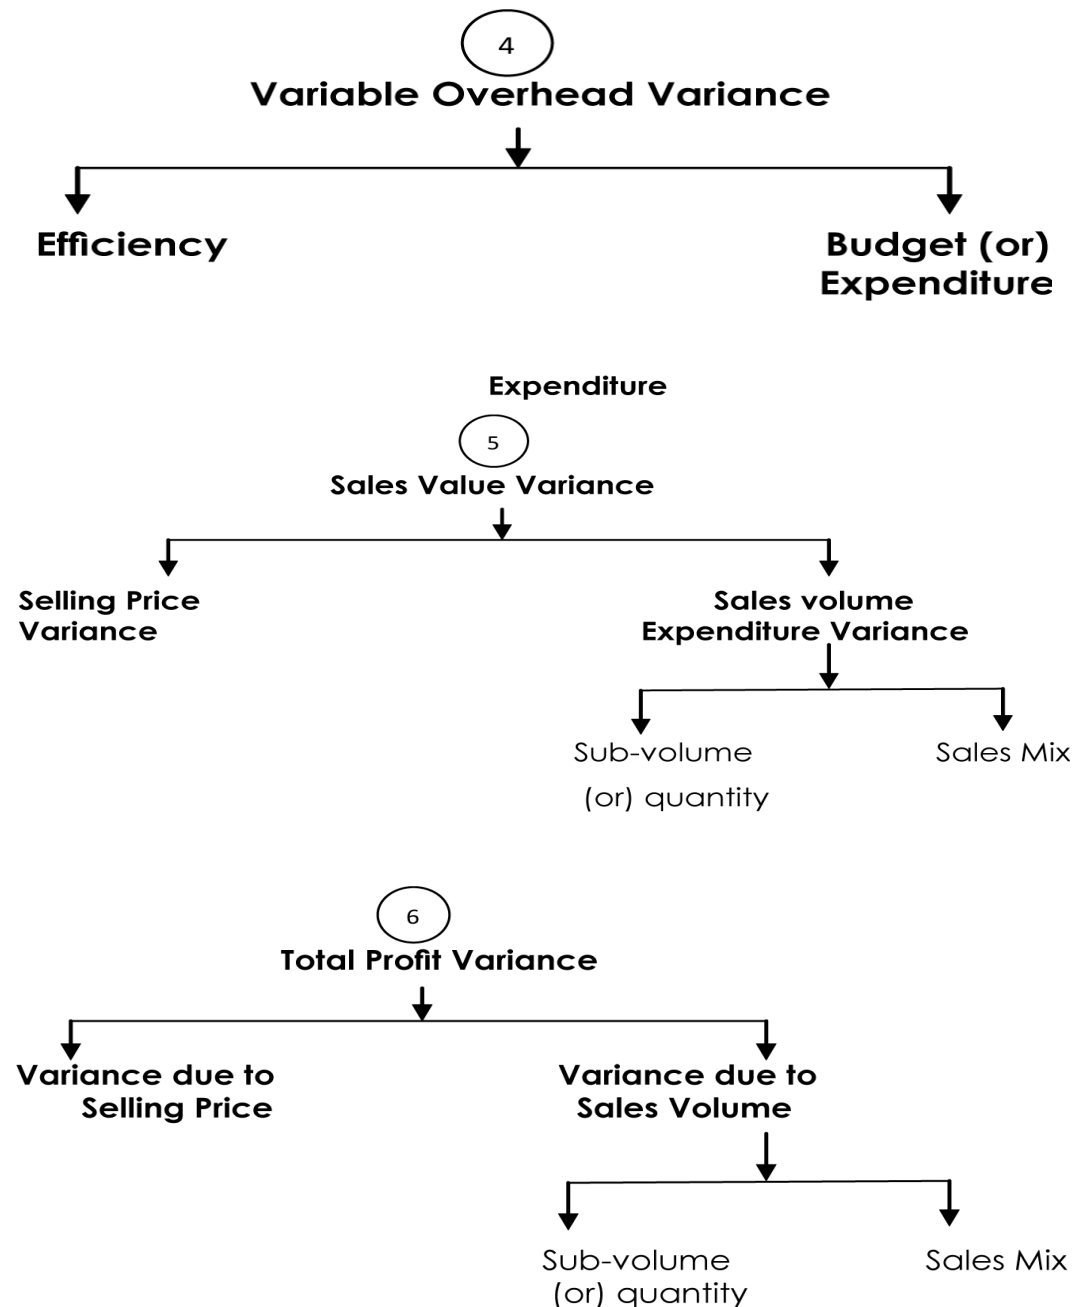 4
Variable Overhead Variance
Efficiency
Budget (or)
Expenditure
Expenditure
5
Sales Value Variance
Selling Price
Variance
Sales volume
Expenditure Variance
Sub-volume
(or) quantity
Sales Mix
6
Total Profit Variance
Variance due to
Selling Price
Variance due to
Sales Volume
Sub-volume
(or) quantity
Sales Mix